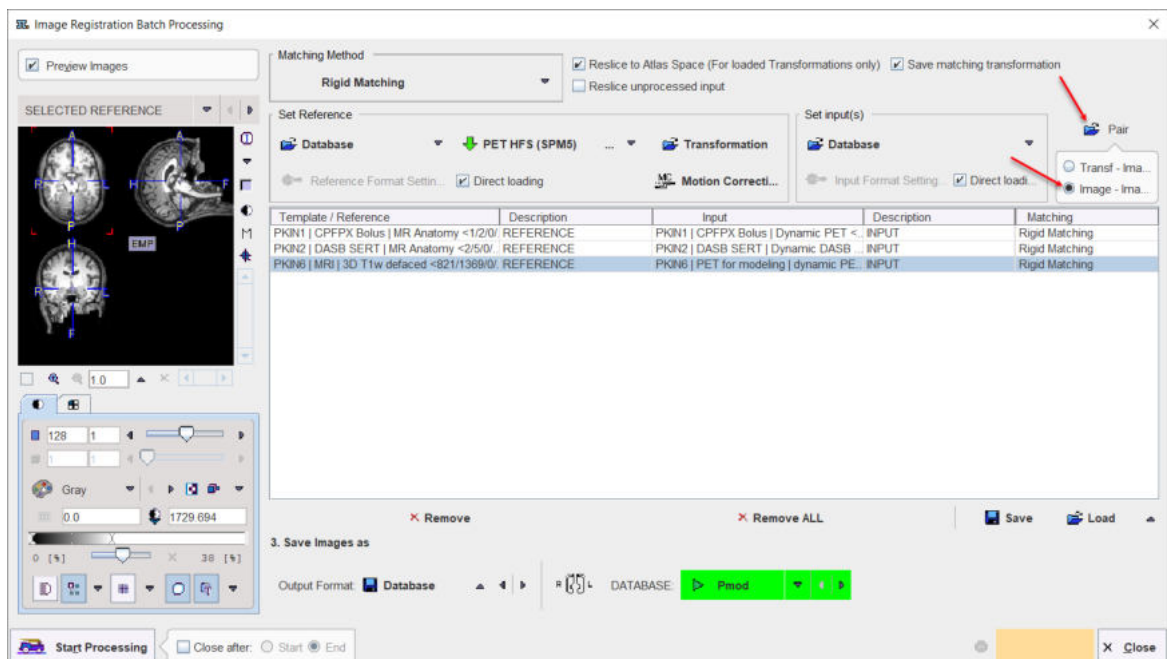 Image Registration Batch Processing
Preview Images
Matching Method
Rigid Matching
Reslice to Atlas Space (For loaded Transformations only) Save matching transformation
Reslice unprocessed input
SELECTED REFERENCE
Set Reference
Set input(s)
Pair
Database PET HFS (SPM5) ... Transformation
Database
Transf - Ima...
Reference Format Settin... Direct loading Motion Correcti...
Input Format Setting... Direct loadi...
Image - Ima...
Template / Reference Description Input Description Matching
PKIN1 | CPFPX Bolus | MR Anatomy <1/2/0/. REFERENCE PKIN1 | CPFPX Bolus | Dynamic PET <.. INPUT Rigid Matching
PKIN2 | DASB SERT | MR Anatomy <2/5/0/. REFERENCE PKIN2 | DASB SERT | Dynamic DASB ... INPUT Rigid Matching
PKIN6 | MRI | 3D T1w defaced <821/1369/0/. REFERENCE PKIN6 | PET for modeling | dynamic PE... INPUT Rigid Matching
A H
R L H F
P P
EMP
H A
R L
F P
M
1.0
128 1
1 1
Gray
0.0 1729.694
0 [%] 38 [%]
Remove Remove ALL Save Load
3. Save Images as
Output Format: Database R L DATABASE: Pmod
Start Processing Close after: Start End Close